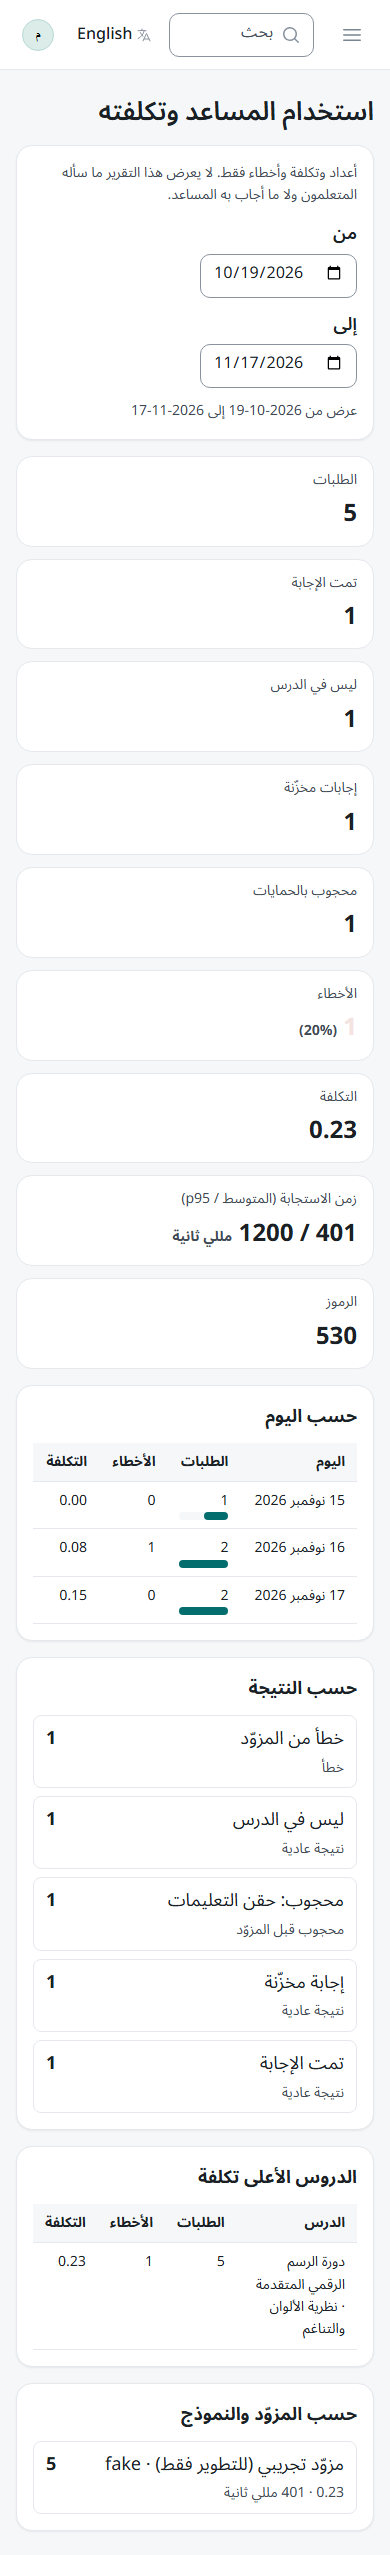 بحث
English
م
استخدام المساعد وتكلفته
أعداد وتكلفة وأخطاء فقط. لا يعرض هذا التقرير ما سأله
المتعلمون ولا ما أجاب به المساعد.
من
10/19/2026
إلى
11/17/2026
عرض من 2026-10-19 إلى 2026-11-17
الطلبات
5
تمت الإجابة
1
ليس في الدرس
1
إجابات مخزّنة
1
محجوب بالحمايات
1
الأخطاء
1 (20%)
التكلفة
0.23
زمن الاستجابة (المتوسط / p95)
401 / 1200 مللي ثانية
الرموز
530
حسب اليوم
اليوم الطلبات الأخطاء التكلفة
15 نوفمبر 2026 1 0 0.00
16 نوفمبر 2026 2 1 0.08
17 نوفمبر 2026 2 0 0.15
حسب النتيجة
خطأ من المزوّد 1
خطأ
ليس في الدرس 1
نتيجة عادية
محجوب: حقن التعليمات 1
محجوب قبل المزوّد
إجابة مخزّنة 1
نتيجة عادية
تمت الإجابة 1
نتيجة عادية
الدروس الأعلى تكلفة
الدرس الطلبات الأخطاء التكلفة
دورة الرسم 5 1 0.23
الرقمي المتقدمة
· نظرية الألوان
والتناغم
حسب المزوّد والنموذج
مزوّد تجريبي (للتطوير فقط) · fake 5
0.23 · 401 مللي ثانية